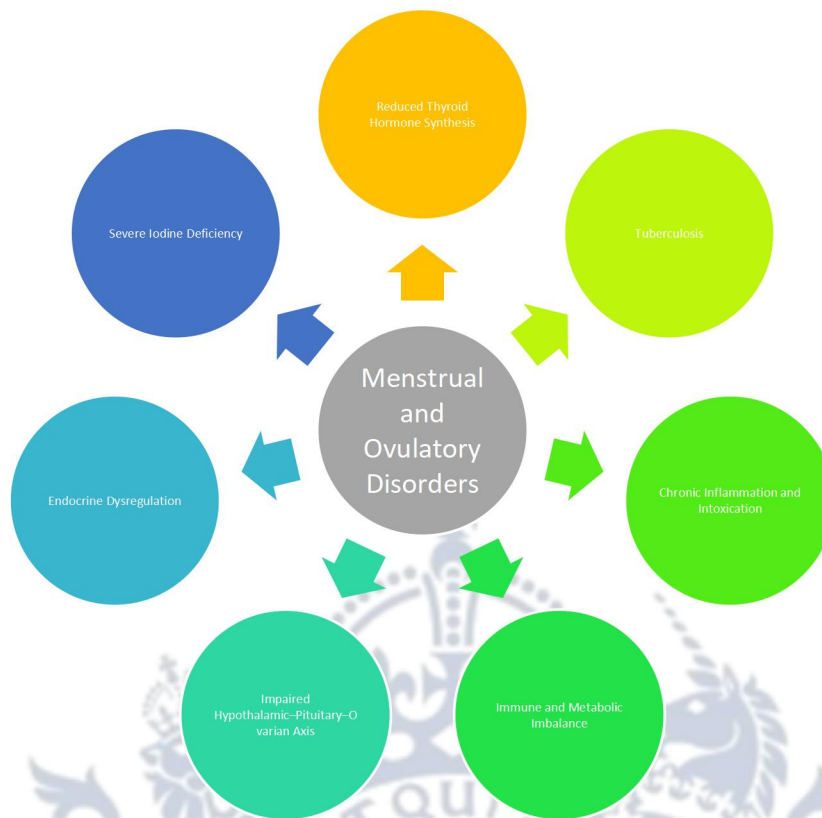 Reduced Thyroid
Hormone Synthesis
Severe Iodine Deficiency
Tuberculosis
Menstrual
and
Ovulatory
Disorders
Endocrine Dysregulation
Chronic Inflammation and
Intoxication
Impaired
Hypothalamic–Pituitary–O
varian Axis
Immune and Metabolic
Imbalance
QU